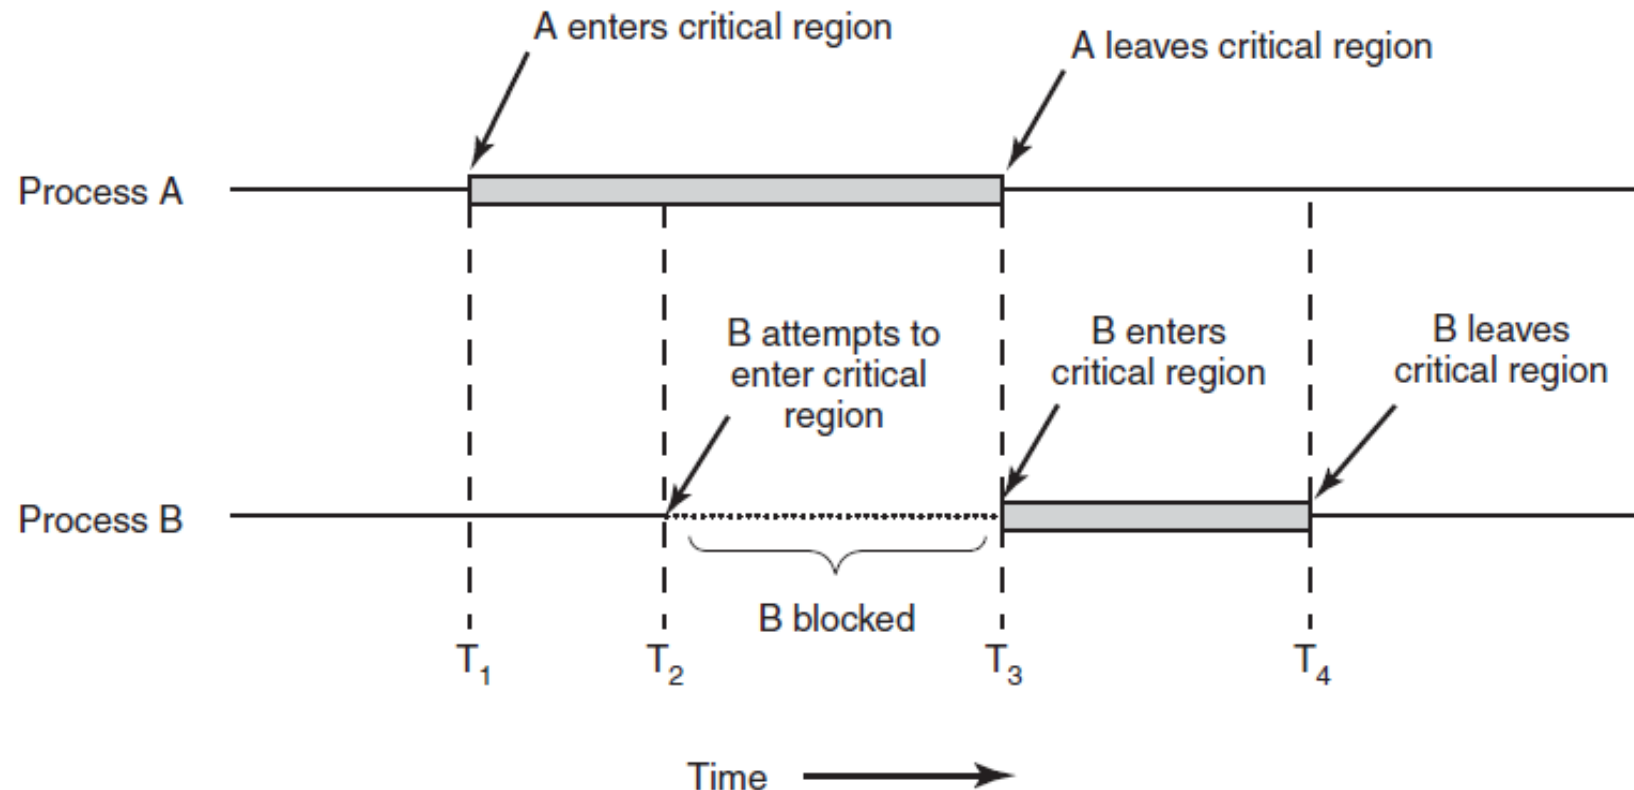 A enters critical region
A leaves critical region
Process A
B attempts to
enter critical
region
B enters
critical region
B leaves
critical region
Process B
B blocked
T1
T2
T3
T4
Time